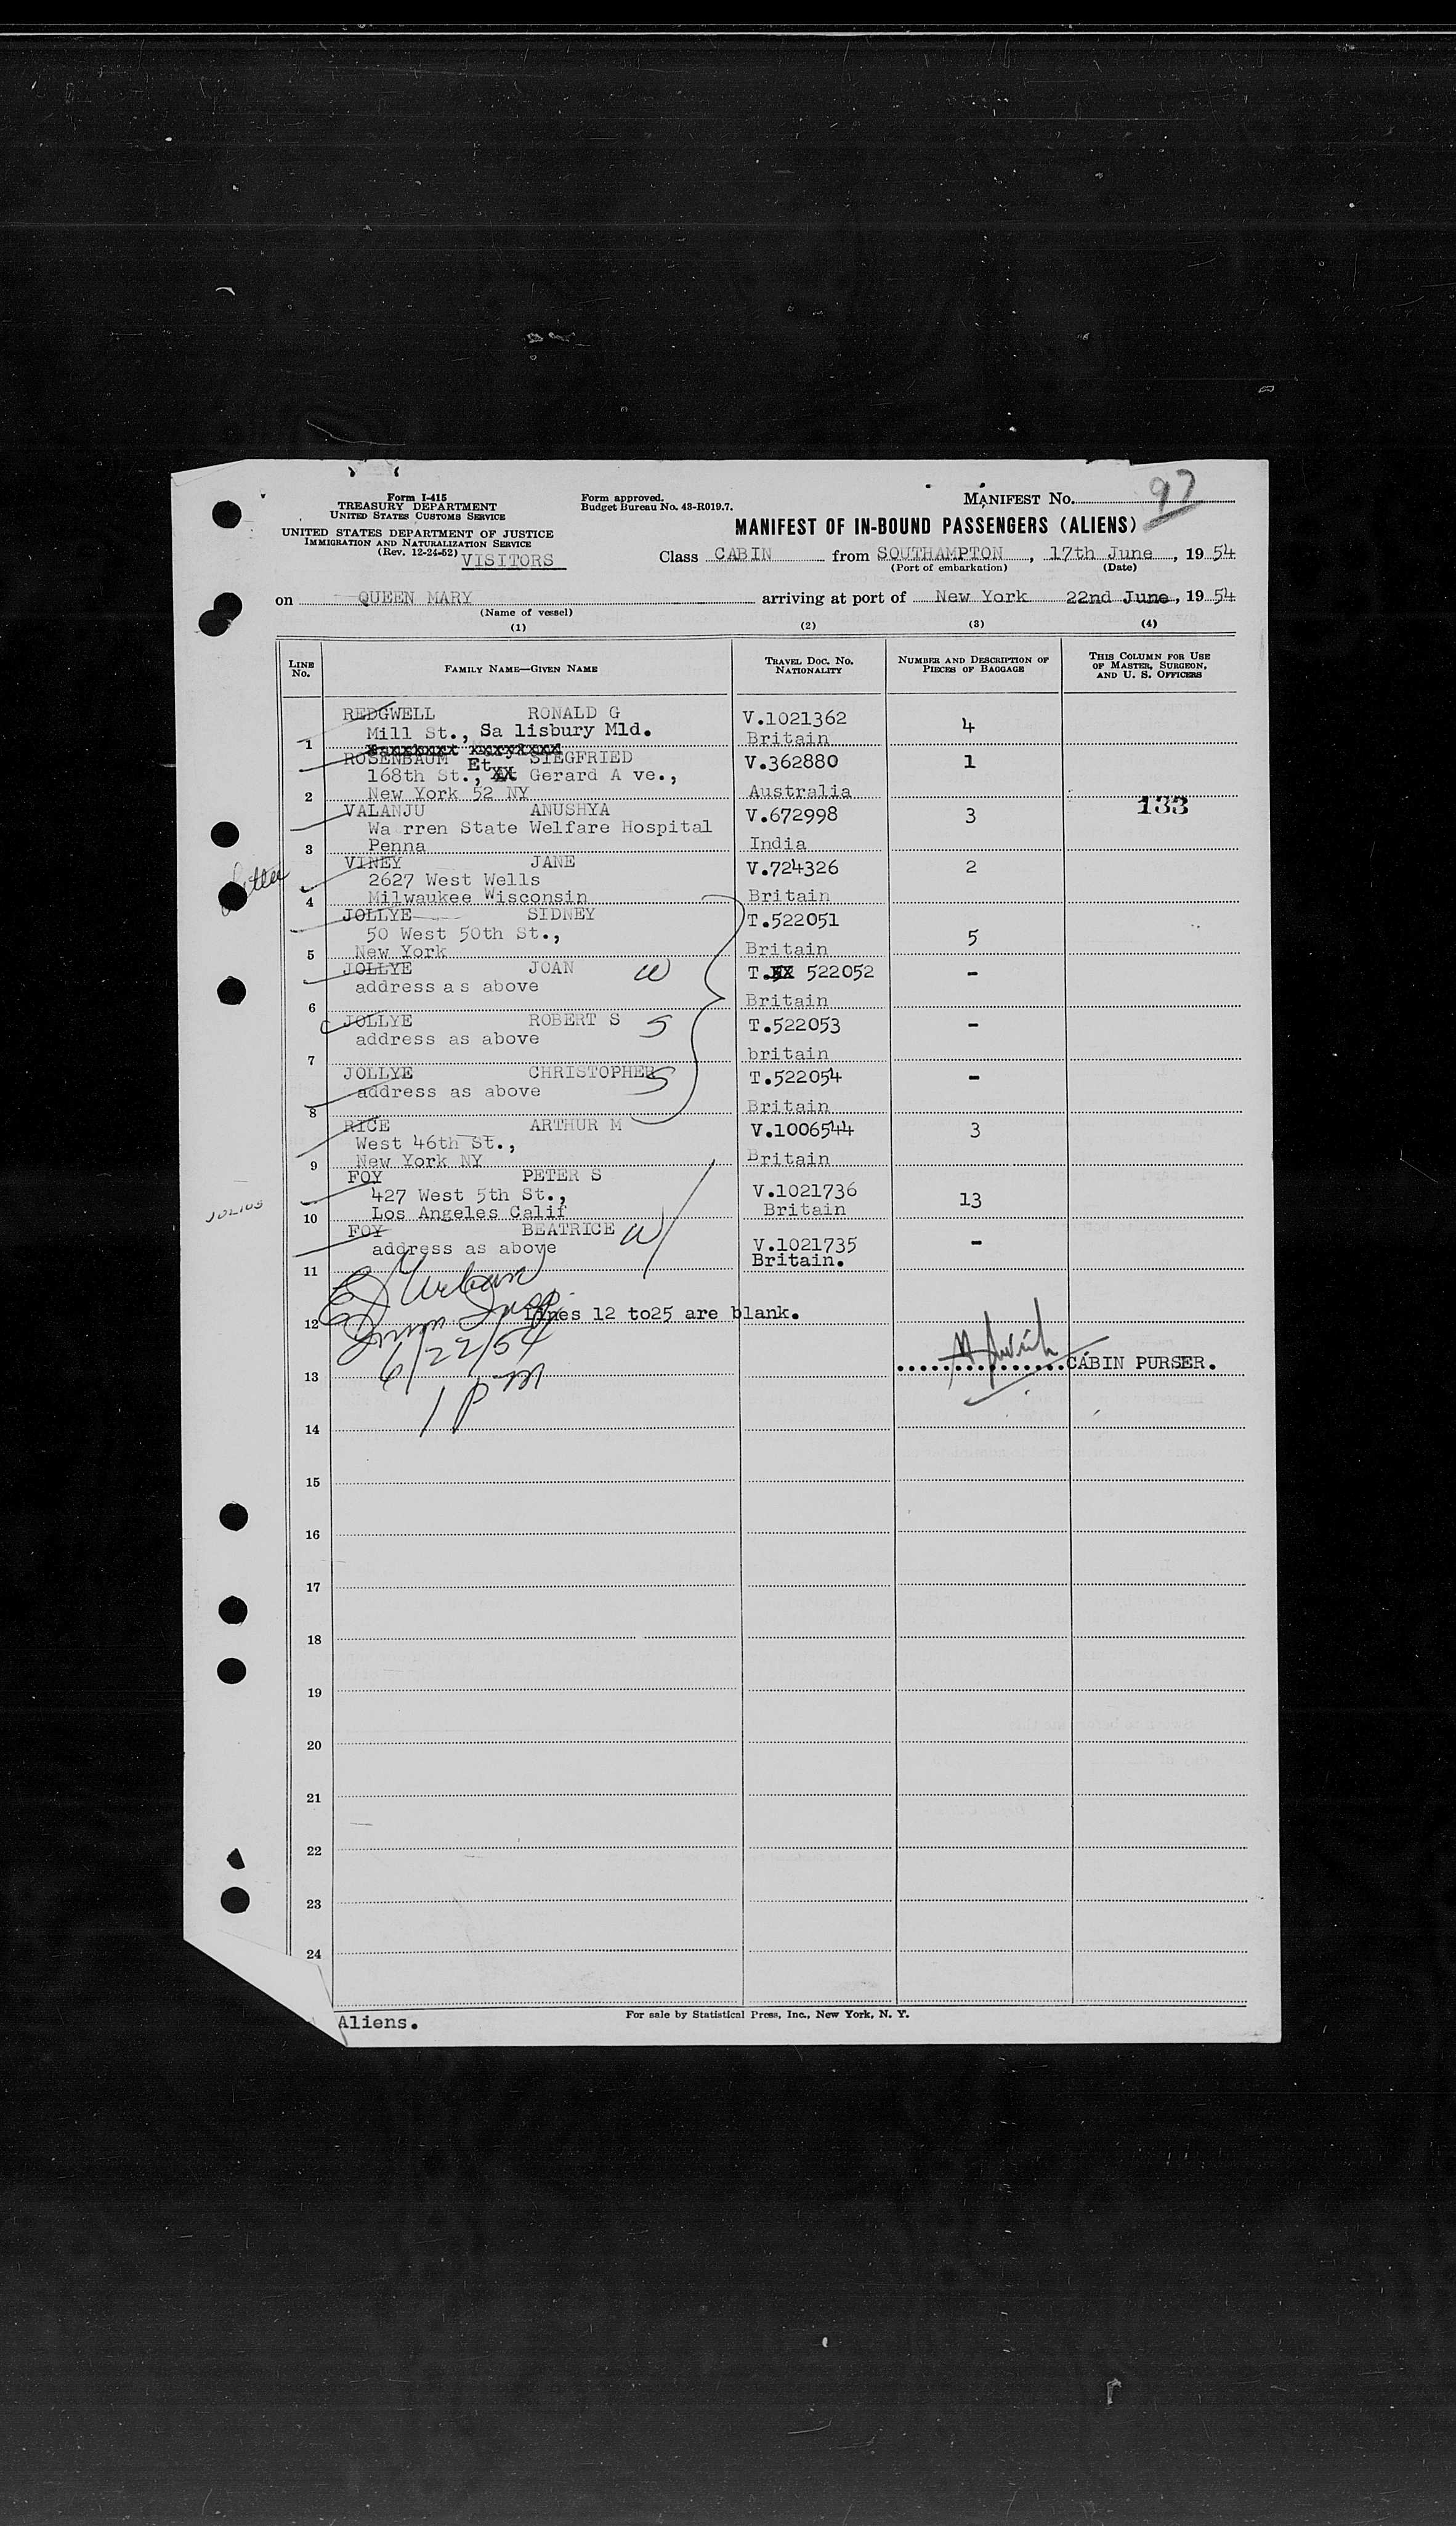 Form I-415
TREASURY DEPARTMENT
UNITED STATES CUSTOMS SERVICE
UNITED STATES DEPARTMENT OF JUSTICE
IMMIGRATION AND NATURALIZATION SERVICE
(Rev. 12-24-52)
VISITORS
Form approved.
Budget Bureau No. 43-R019.7.
MANIFEST NO. 97
MANIFEST OF IN-BOUND PASSENGERS (ALIENS)
Class CABIN from SOUTHAMPTON, 17th June, 1954
(Port of embarkation) (Date)
on QUEEN MARY arriving at port of New York 22nd June, 1954
(Name of vessel)
(1) (2) (3) (4)
LINE No. FAMILY NAME—GIVEN NAME TRAVEL DOC. NO. NATIONALITY NUMBER AND DESCRIPTION OF PIECES OF BAGGAGE THIS COLUMN FOR USE OF MASTER, SURGEON, AND U. S. OFFICERS
REDGWELL RONALD G V.1021362 4
Mill St., Sa lisbury Mld.
1 Britain
ROSENBAUM SIEGFRIED V.362880 1
168th St., Et Gerard A ve.,
2 New York 52 NY Australia
133
VALANJU ANUSHYA V.672998 3
Wa rren State Welfare Hospital
3 Penna India
VINEY JANE V.724326 2
2627 West Wells
4 Milwaukee Wisconsin Britain
JOLLYE SIDNEY T.522051
50 West 50th St., 5
5 New York Britain
JOLLYE JOAN W T. 522052 -
address as above
6 Britain
JOLLYE ROBERT S S T.522053 -
address as above
7 britain
JOLLYE CHRISTOPHER S T.522054 -
address as above
8 Britain
RICE ARTHUR M V.1006544 3
West 46th St.,
9 New York NY Britain
FOY PETER S V.1021736 13
427 West 5th St., Britain
JULIUS
10 Los Angeles Calif
FOY BEATRICE W V.1021735 -
address as above Britain.
11
Lines 12 to25 are blank.
12
6/22/54
CABIN PURSER.
13
1 pm
14
15
16
17
18
19
20
21
22
23
24
Aliens.
For sale by Statistical Press, Inc., New York, N. Y.